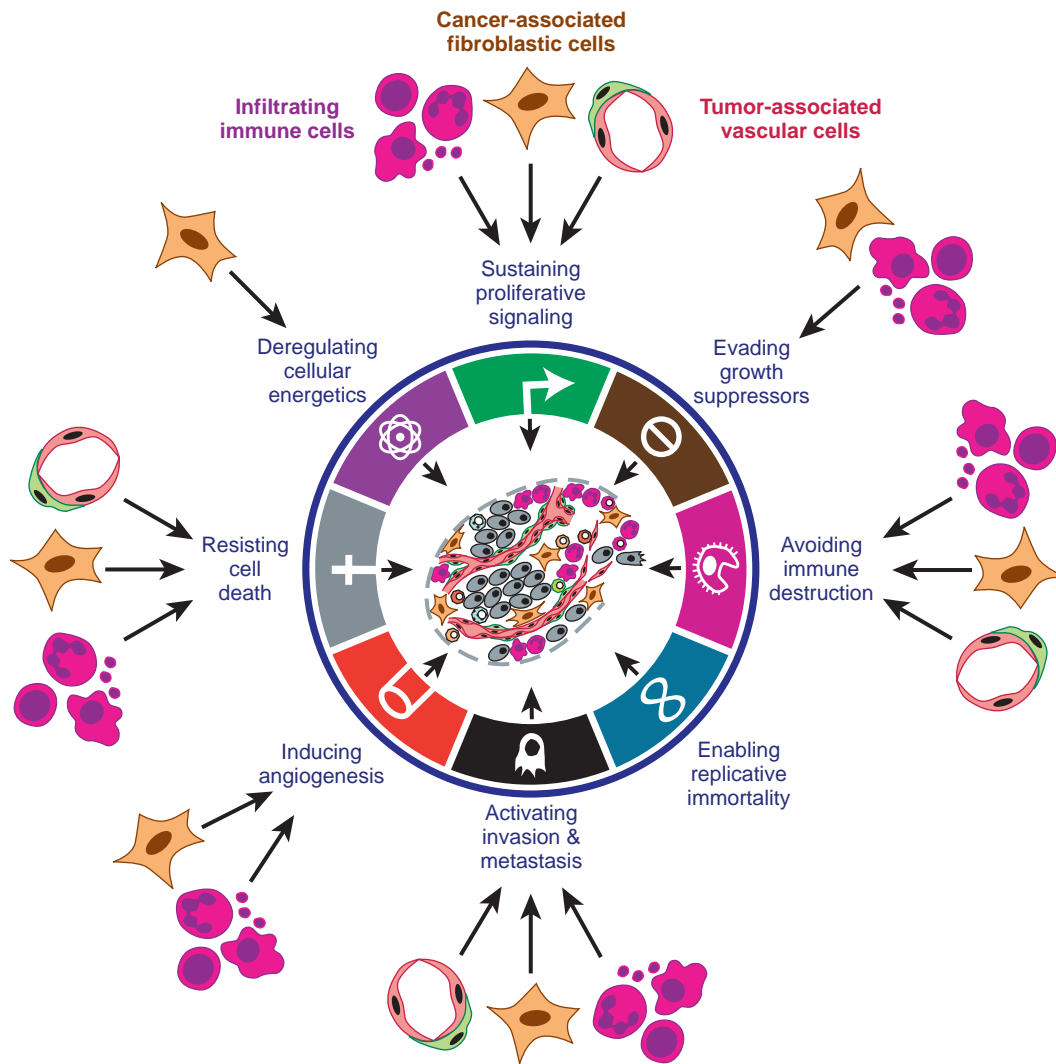 Cancer-associated
fibroblastic cells
Infiltrating
immune cells
Tumor-associated
vascular cells
Sustaining
proliferative
signaling
Deregulating
cellular
energetics
Evading
growth
suppressors
Resisting
cell
death
Avoiding
immune
destruction
Inducing
angiogenesis
Enabling
replicative
immortality
Activating
invasion &
metastasis